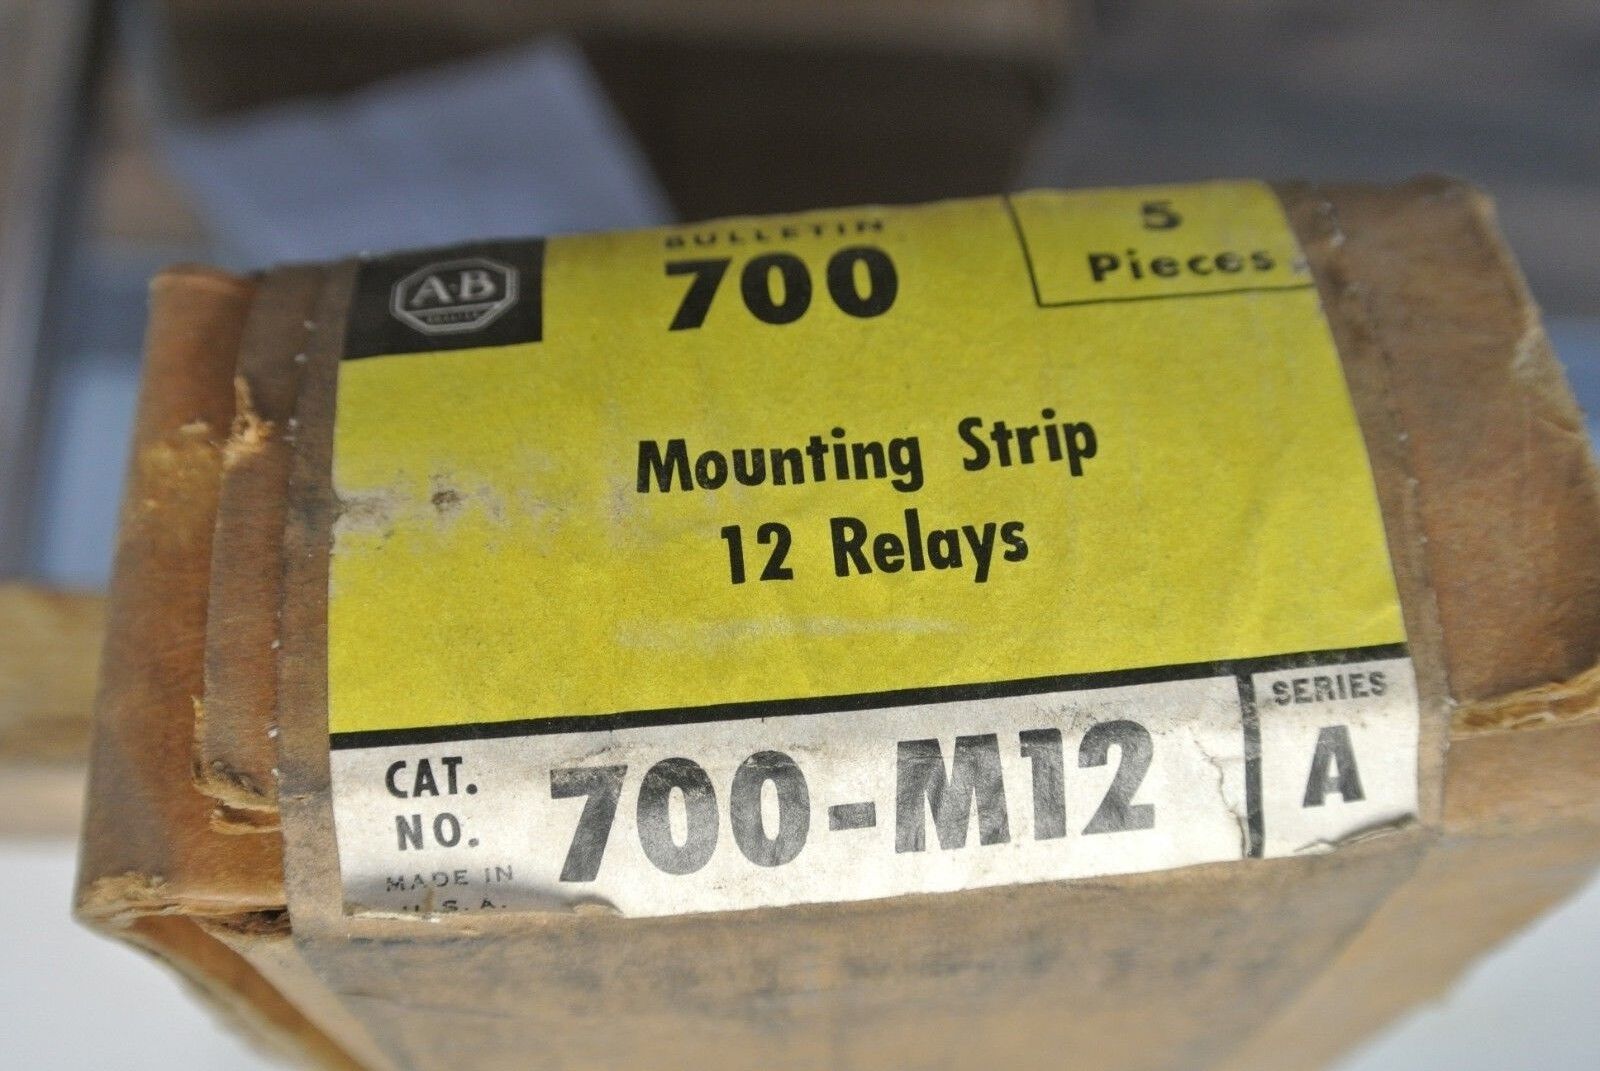 A-B
BULLETIN
700
5
Pieces
Mounting Strip
12 Relays
CAT.
NO.
700-M12
SERIES
A
MADE IN
U.S.A.